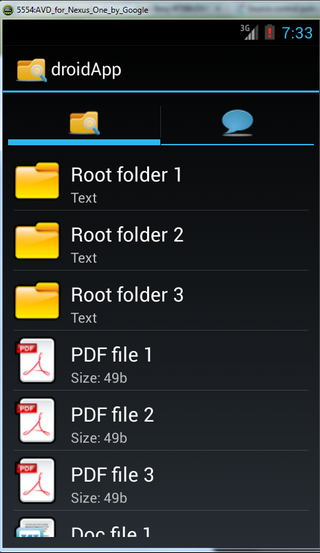 5554:AVD_for_Nexus_One_by_Google
3G
7:33
droidApp
Root folder 1
Text
Root folder 2
Text
Root folder 3
Text
PDF
PDF file 1
Size: 49b
PDF
PDF file 2
Size: 49b
PDF
PDF file 3
Size: 49b
Doc file 1